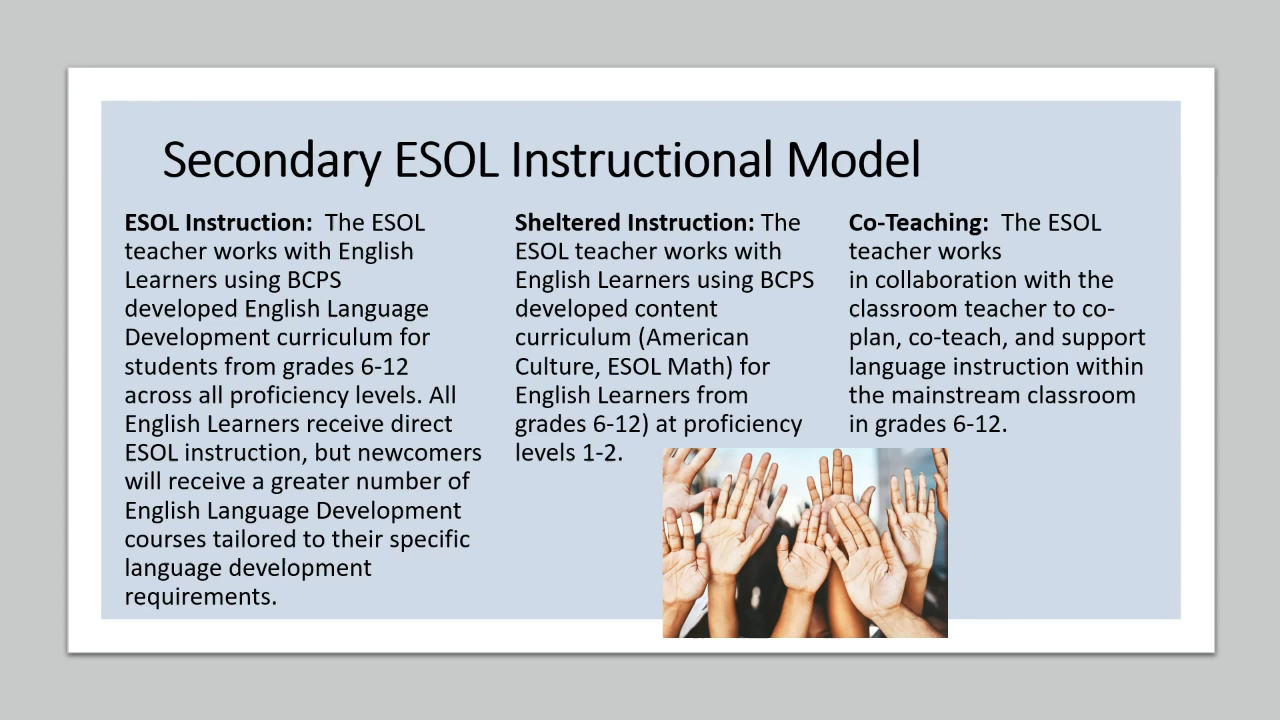 Secondary ESOL Instructional Model
ESOL Instruction:  The ESOL
teacher works with English
Learners using BCPS
developed English Language
Development curriculum for
students from grades 6-12
across all proficiency levels. All
English Learners receive direct
ESOL instruction, but newcomers
will receive a greater number of
English Language Development
courses tailored to their specific
language development
requirements.
Sheltered Instruction: The
ESOL teacher works with
English Learners using BCPS
developed content
curriculum (American
Culture, ESOL Math) for
English Learners from
grades 6-12) at proficiency
levels 1-2.
Co-Teaching:  The ESOL
teacher works
in collaboration with the
classroom teacher to co-
plan, co-teach, and support
language instruction within
the mainstream classroom
in grades 6-12.